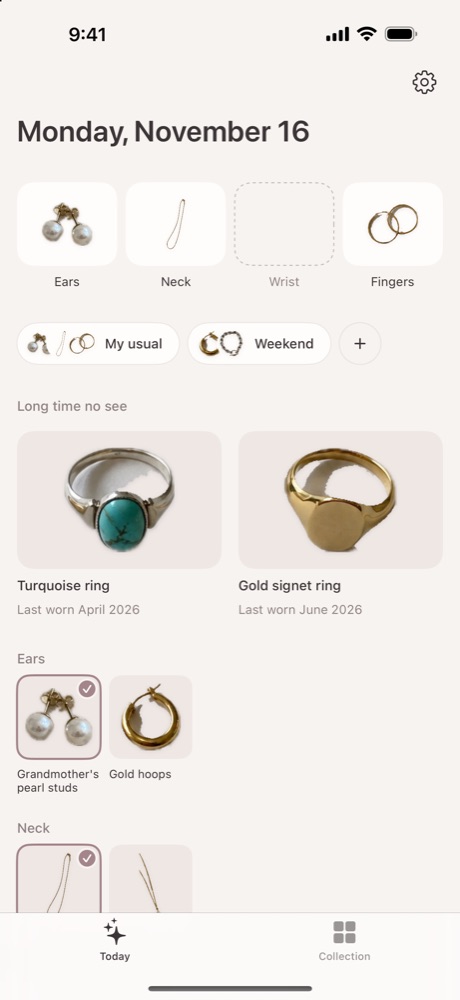 9:41
Monday, November 16
Ears
Neck
Wrist
Fingers
My usual
Weekend
+
Long time no see
Turquoise ring
Gold signet ring
Last worn April 2026
Last worn June 2026
Ears
Grandmother's
pearl studs
Gold hoops
Neck
Today
Collection